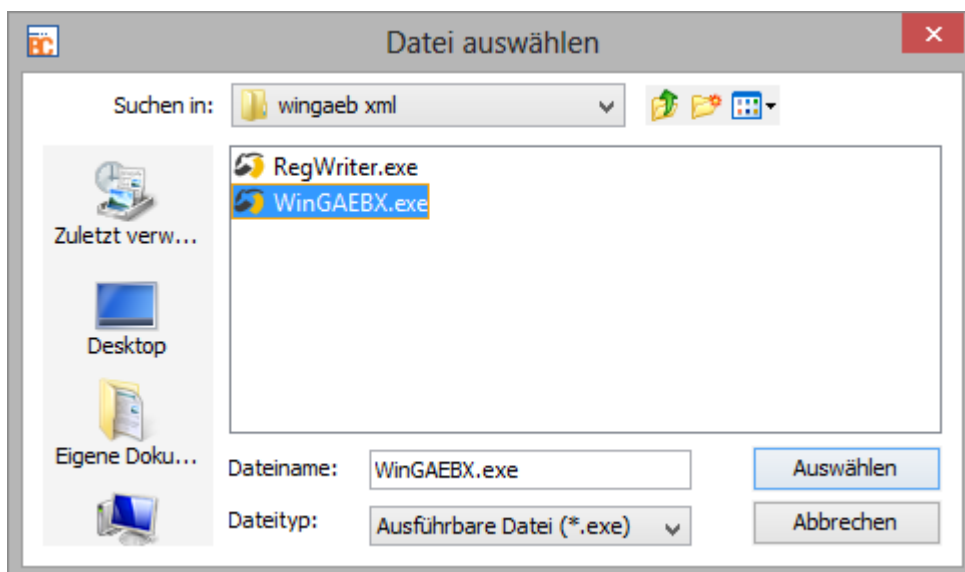 BC
Datei auswählen
Suchen in:
wingaeb xml
RegWriter.exe
WinGAEBX.exe
Zuletzt verw...
Desktop
Eigene Doku...
Dateiname:
WinGAEBX.exe
Auswählen
Dateityp:
Ausführbare Datei (*.exe)
Abbrechen